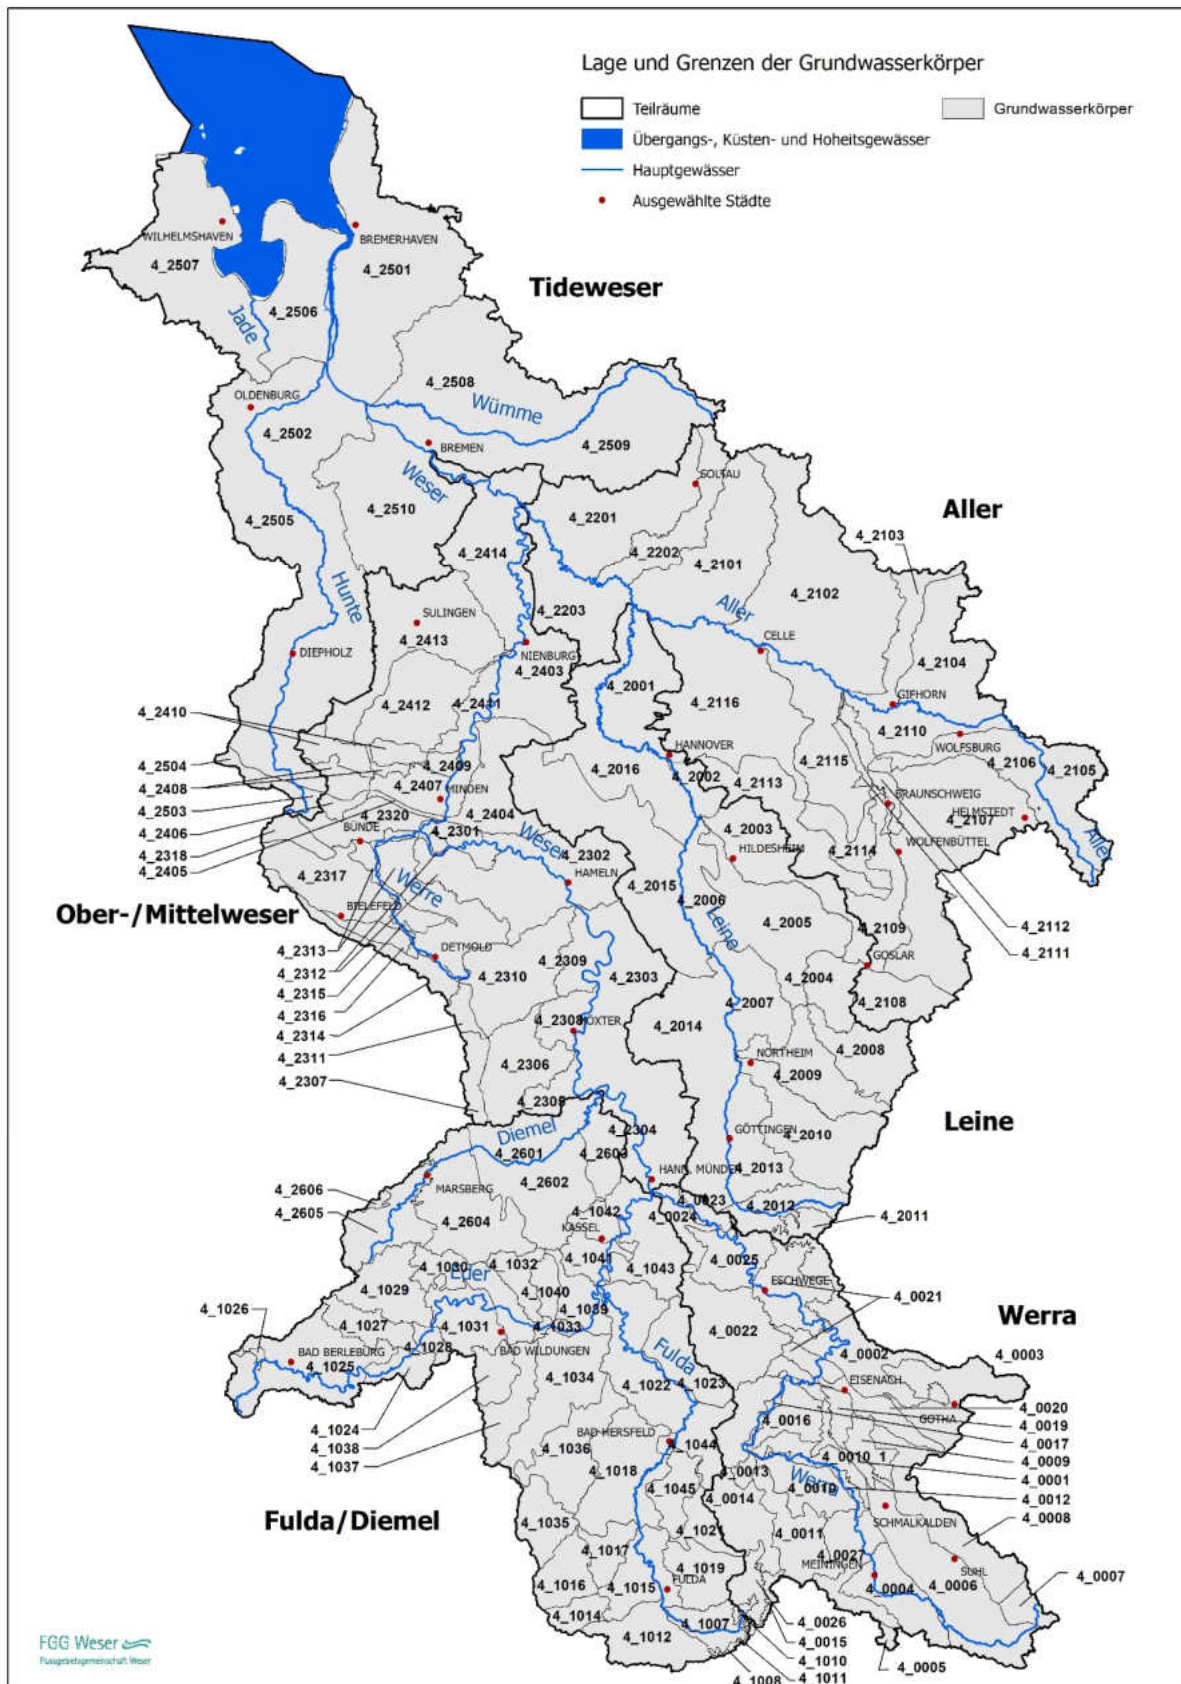 Lage und Grenzen der Grundwasserkörper
Teilräume
Grundwasserkörper
Übergangs-, Küsten- und Hoheitsgewässer
Hauptgewässer
Ausgewählte Städte
WILHELMSHAVEN
BREMERHAVEN
4_2507
4_2501
Tideweser
4_2506
Jade
4_2508
OLDENBURG
Wümme
4_2502
4_2509
BREMEN
Weser
SOLTAU
4_2505
4_2510
4_2201
Aller
4_2103
4_2414
4_2202
4_2101
4_2102
Hunte
4_2203
Aller
SULINGEN
4_2413
CELLE
DIEPHOLZ
NIENBURG
4_2403
4_2104
4_2001
GIFHORN
4_2410
4_2412
4_2411
4_2116
4_2110
WOLFSBURG
HANNOVER
4_2504
4_2409
4_2016
4_2002
4_2115
4_2106
4_2105
4_2408
4_2407
MINDEN
4_2113
BRAUNSCHWEIG
4_2503
4_2320
4_2404
HELMSTEDT
4_2107
4_2406
BÜNDE
4_2301
Weser
4_2003
4_2318
HILDESHEIM
4_2114
WOLFENBÜTTEL
Aller
4_2405
4_2302
4_2317
Werre
HAMELN
4_2015
4_2006
Ober-/Mittelweser
BIELEFELD
Leine
4_2005
4_2112
4_2313
4_2109
4_2111
4_2312
DETMOLD
4_2309
GOSLAR
4_2315
4_2310
4_2303
4_2004
4_2316
4_2108
4_2314
4_2007
4_2308
HÖXTER
4_2014
4_2311
4_2008
4_2306
NORTHEIM
4_2009
4_2307
Leine
Diemel
4_2304
GÖTTINGEN
4_2010
4_2601
4_2603
4_2013
4_2602
HANN. MÜNDEN
MARSBERG
4_2606
4_0023
4_2012
4_2605
4_1042
4_0024
4_2011
4_2604
KASSEL
4_1041
4_0025
4_1030
4_1032
4_1043
Eder
ESCHWEGE
4_1029
4_1040
4_0021
4_1026
4_1039
Werra
4_1027
4_1031
4_1033
4_0022
BAD BERLEBURG
4_1028
BAD WILDUNGEN
Fulda
4_0002
4_0003
4_1025
4_1034
4_1022
4_1023
EISENACH
4_1024
GOTHA
4_0020
4_0016
4_0019
4_1038
BAD HERSFELD
4_0017
4_1036
4_1044
4_0009
4_1037
4_1018
4_0010_1
4_0001
4_0013
Werra
4_1045
4_0012
4_0014
SCHMALKALDEN
Fulda/Diemel
4_0008
4_1035
4_1021
4_0011
4_1017
4_0027
4_1019
MEININGEN
SUHL
4_1016
4_1015
FULDA
4_0004
4_0006
4_0007
4_1014
4_1007
4_0026
4_1012
4_0015
FGG Weser
Flussgebietsgemeinschaft Weser
4_1010
4_0005
4_1008
4_1011